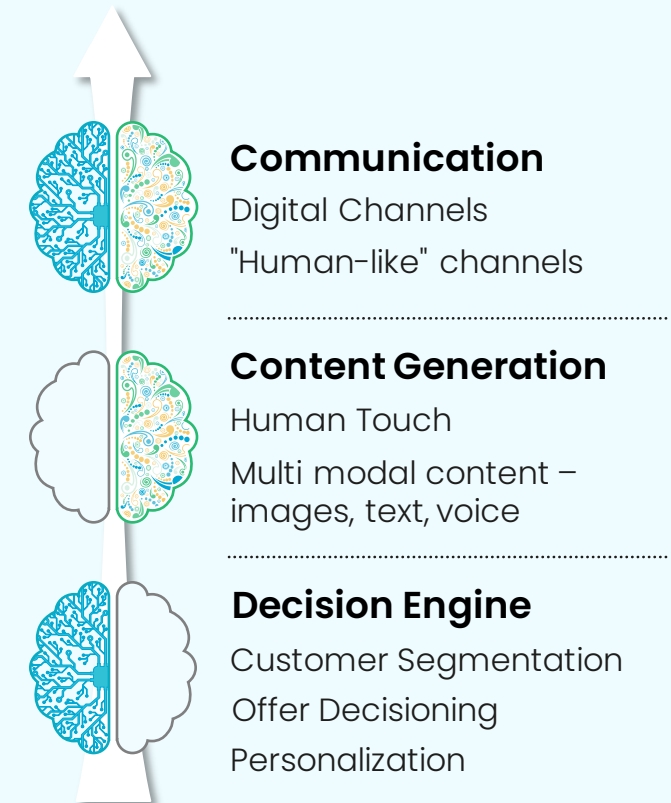 Communication
Digital Channels
"Human-like" channels
Content Generation
Human Touch
Multi modal content –
images, text, voice
Decision Engine
Customer Segmentation
Offer Decisioning
Personalization